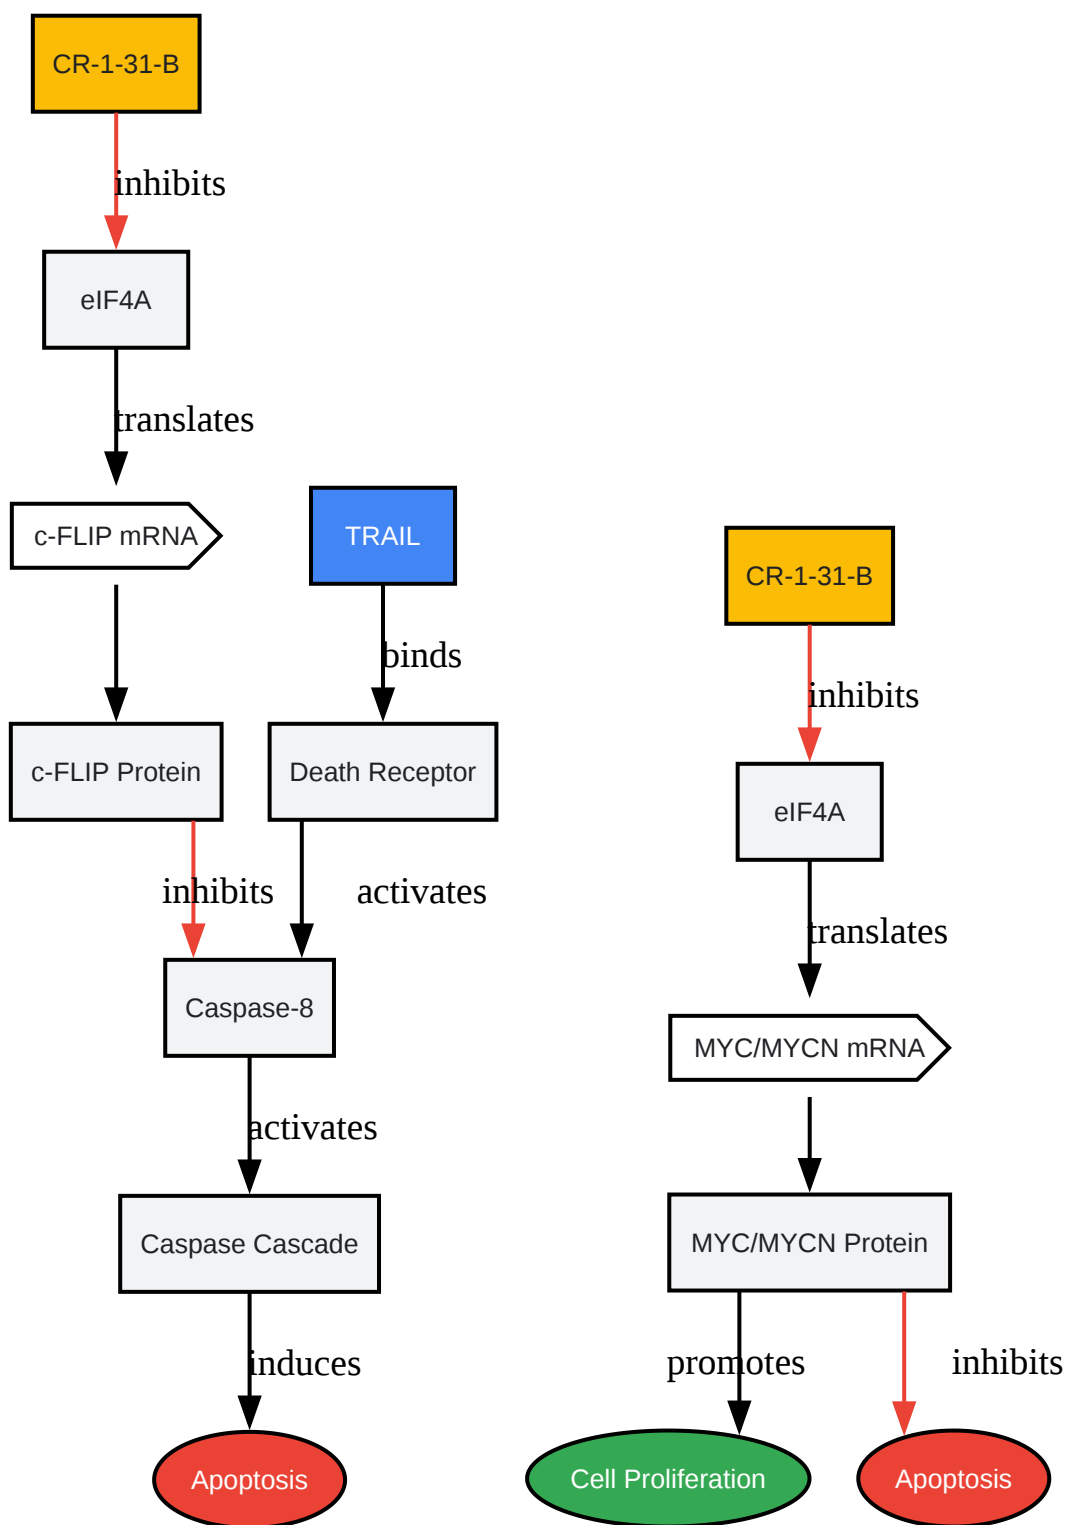 CR-1-31-B
inhibits
eIF4A
translates
c-FLIP mRNA
TRAIL
binds
c-FLIP Protein
Death Receptor
inhibits
activates
Caspase-8
activates
Caspase Cascade
induces
Apoptosis
CR-1-31-B
inhibits
eIF4A
translates
MYC/MYCN mRNA
MYC/MYCN Protein
promotes
inhibits
Cell Proliferation
Apoptosis